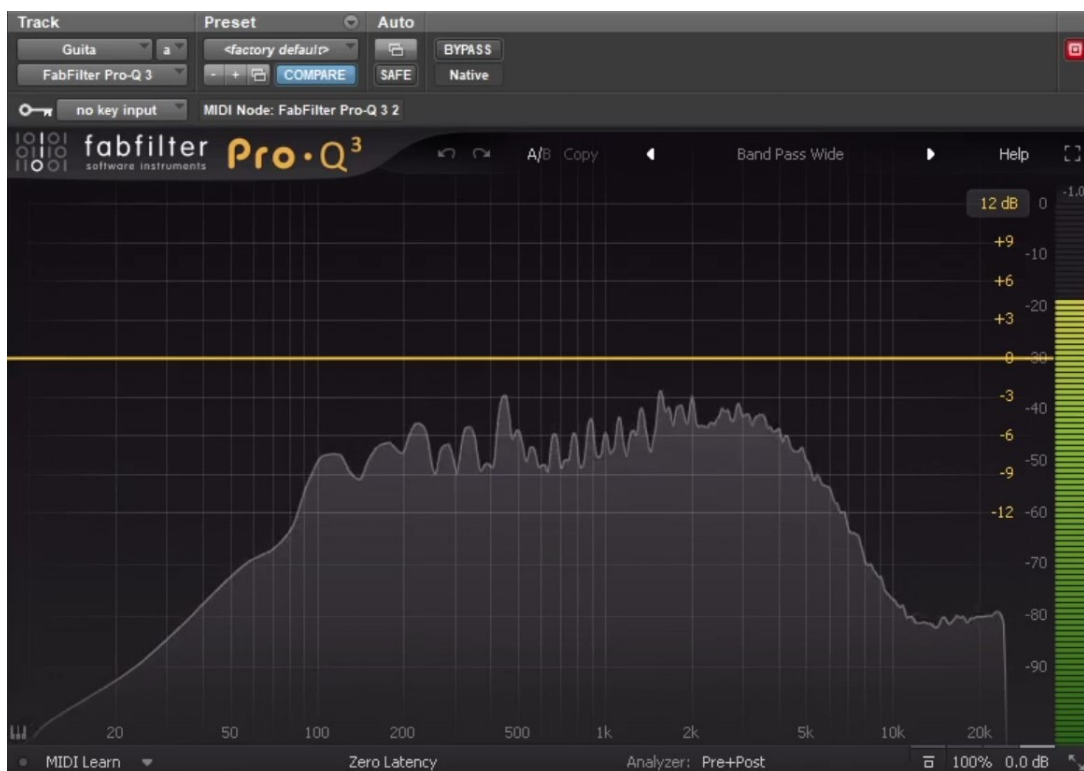 Track Preset Auto
Guita a <factory default> BYPASS
FabFilter Pro-Q 3 - + COMPARE SAFE Native
no key input MIDI Node: FabFilter Pro-Q 3 2
fabfilter Pro·Q3 A/B Copy Band Pass Wide Help
software instruments
-1.0
12 dB 0
+9
-10
+6
-20
+3
0 -30
-3
-40
-6
-50
-9
-12 -60
-70
-80
-90
20 50 100 200 500 1k 2k 5k 10k 20k
MIDI Learn Zero Latency Analyzer: Pre+Post 100% 0.0 dB